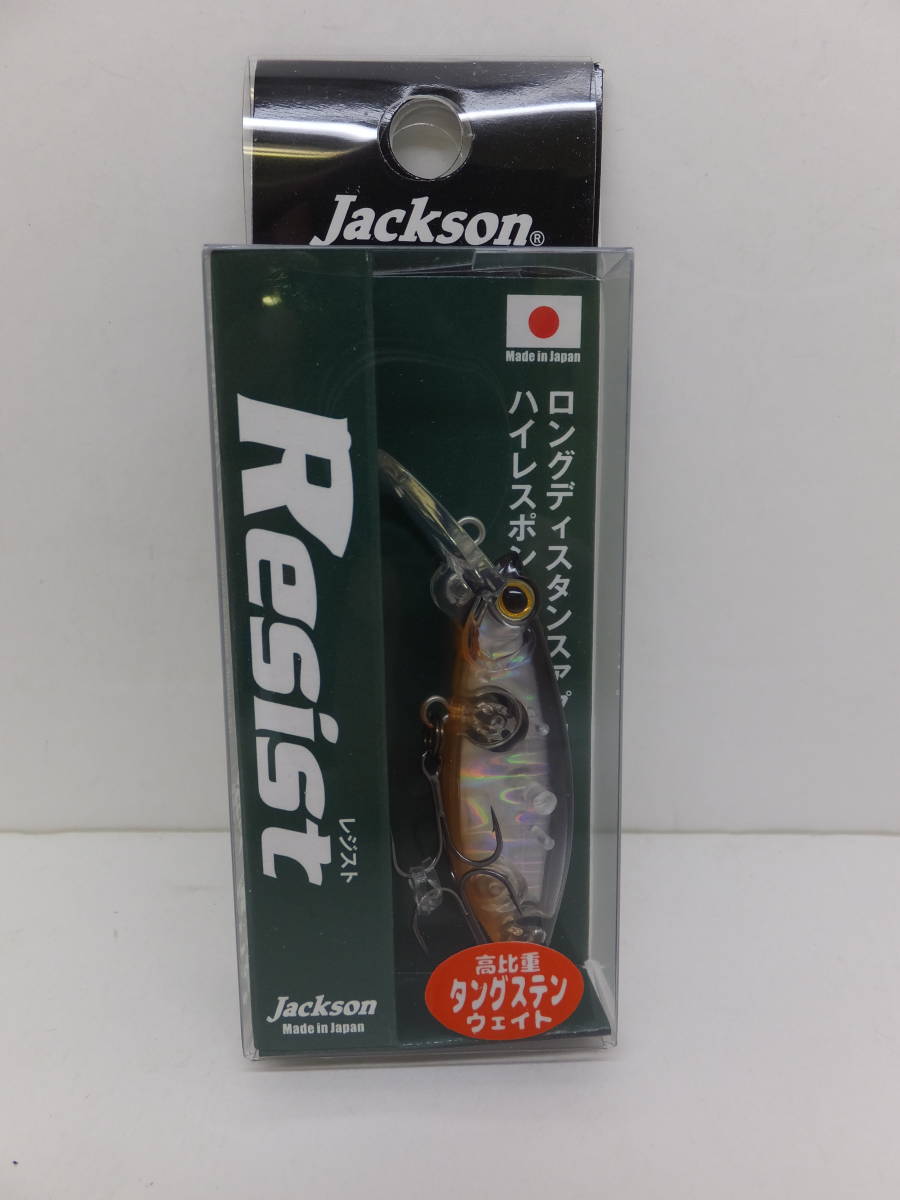 Jackson®
Made in Japan
ロングディスタンスア
ハイレスポン
Resist
レジスト
Jackson
Made in Japan
高比重
タングステン
ウェイト